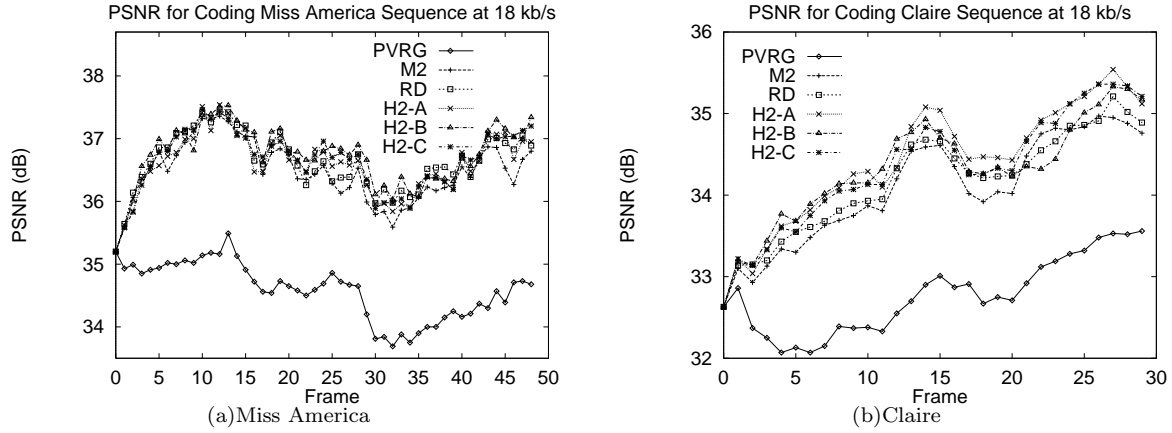 PSNR for Coding Miss America Sequence at 18 kb/s
PSNR (dB)
38
37
36
35
34
PVRG
M2
RD
H2-A
H2-B
H2-C
0 5 10 15 20 25 30 35 40 45 50
Frame
(a)Miss America
PSNR for Coding Claire Sequence at 18 kb/s
PSNR (dB)
36
35
34
33
32
PVRG
M2
RD
H2-A
H2-B
H2-C
0 5 10 15 20 25 30
Frame
(b)Claire